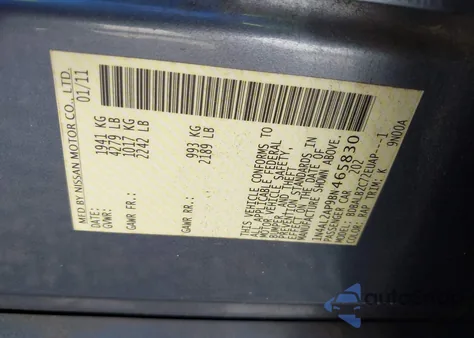 MFD BY NISSAN MOTOR CO., LTD.
01/11
GVWR: 1941 KG
4279 LB
GAWR FR: 1017 KG
2242 LB
GAWR RR: 993 KG
2189 LB
THIS VEHICLE CONFORMS TO
ALL APPLICABLE FEDERAL
MOTOR VEHICLE SAFETY,
BUMPER, AND THEFT
PREVENTION STANDARDS IN
EFFECT ON THE DATE OF
MANUFACTURE SHOWN ABOVE.
1N4AL2AP9BN465830
PASSENGER CAR 202
COLOR: RAP TRIM: K
9N00A